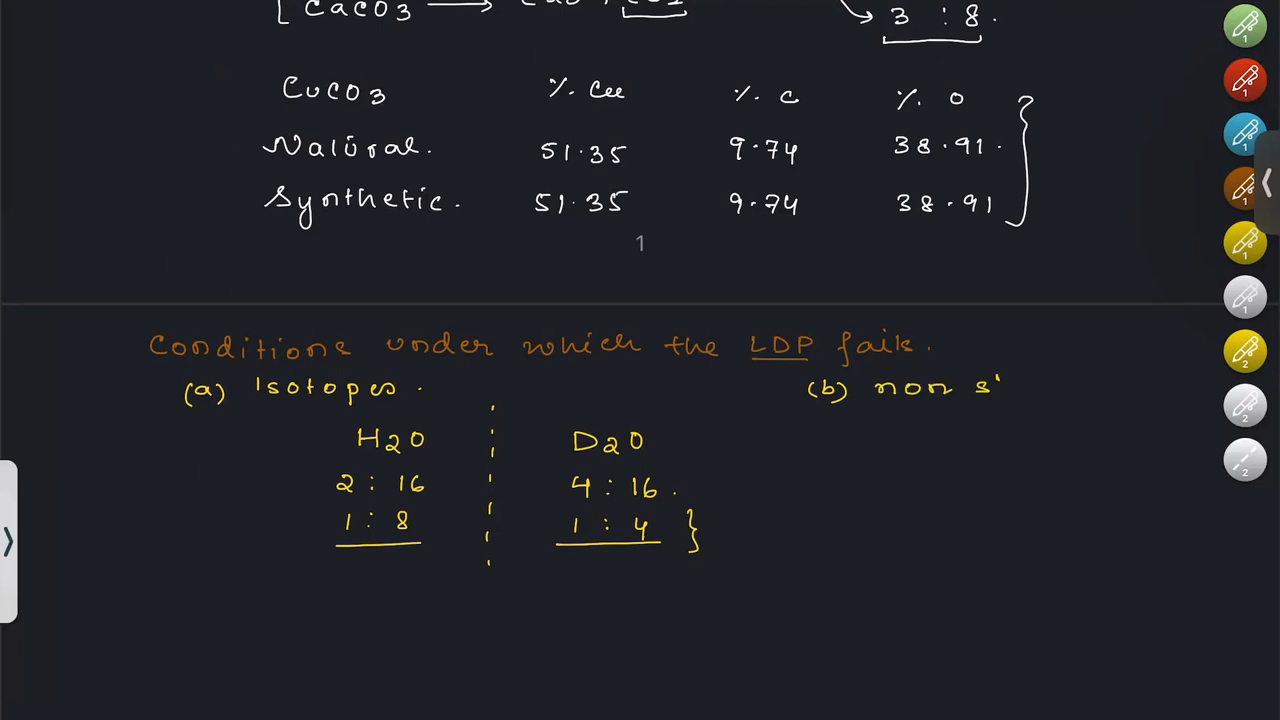 [ CaCO3 →
3 : 8.
CuCO3 %. Cu %. C %. O
Natural. 51.35 9.74 38.91.
Synthetic. 51.35 9.74 38.91
1
Conditions under which the LDP fails.
(a) Isotopes. (b) non s
H2O D2O
2 : 16 4 : 16.
1 : 8 1 : 4 }